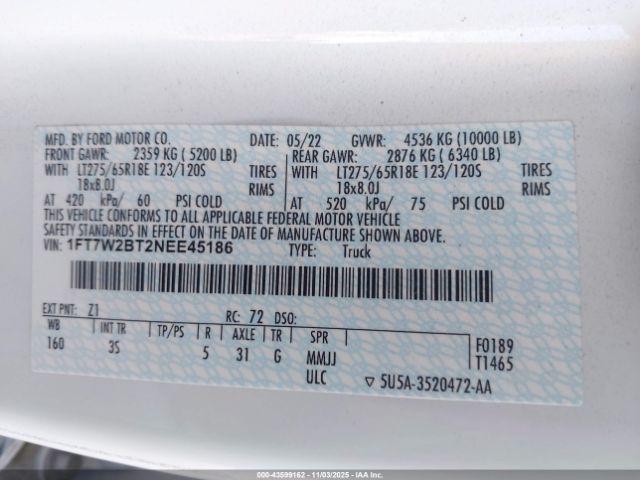 MFD. BY FORD MOTOR CO. DATE: 05/22 GVWR: 4536 KG (10000 LB)
FRONT GAWR: 2359 KG ( 5200 LB) REAR GAWR: 2876 KG ( 6340 LB)
WITH LT275/65R18E 123/120S TIRES WITH LT275/65R18E 123/120S TIRES
18x8.0J RIMS 18x8.0J RIMS
AT 420 kPa/ 60 PSI COLD AT 520 kPa/ 75 PSI COLD
THIS VEHICLE CONFORMS TO ALL APPLICABLE FEDERAL MOTOR VEHICLE
SAFETY STANDARDS IN EFFECT ON THE DATE OF MANUFACTURE SHOWN ABOVE.
VIN: 1FT7W2BT2NEE45186 TYPE: Truck
EXT PNT: Z1 RC: 72 DSO:
WB INT TR TP/PS R AXLE TR SPR F0189
160 3S 5 31 G MMJJ T1465
ULC ▽ 5U5A-3520472-AA
000-43599162 - 11/03/2025 - IAA, Inc.